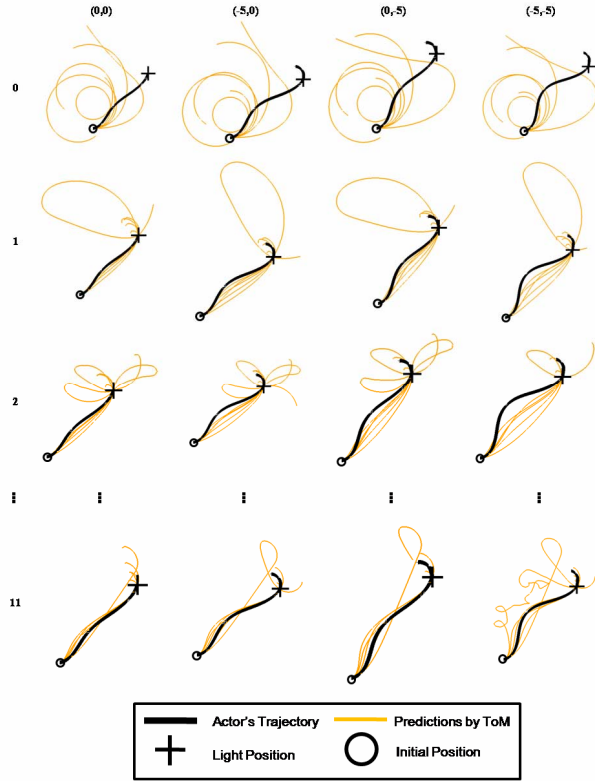 (0,0) (-5,0) (0,-5) (-5,-5)
0
1
2
11
Actor's Trajectory Predictions by ToM
Light Position Initial Position